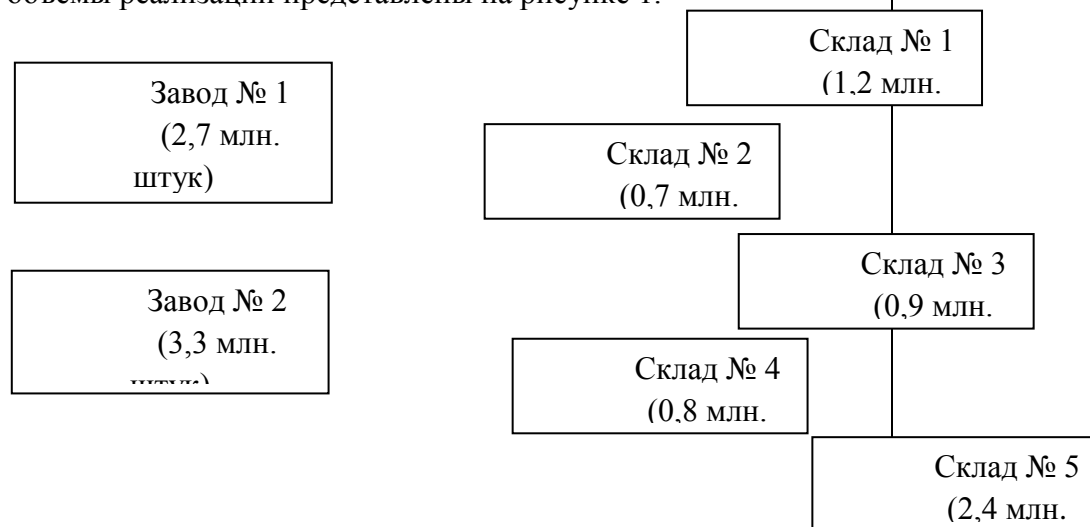 объемы реализации представлены на рисунке 1.
Склад № 1
(1,2 млн.
Завод № 1
(2,7 млн.
штук)
Склад № 2
(0,7 млн.
Склад № 3
(0,9 млн.
Завод № 2
(3,3 млн.
штук)
Склад № 4
(0,8 млн.
Склад № 5
(2,4 млн.